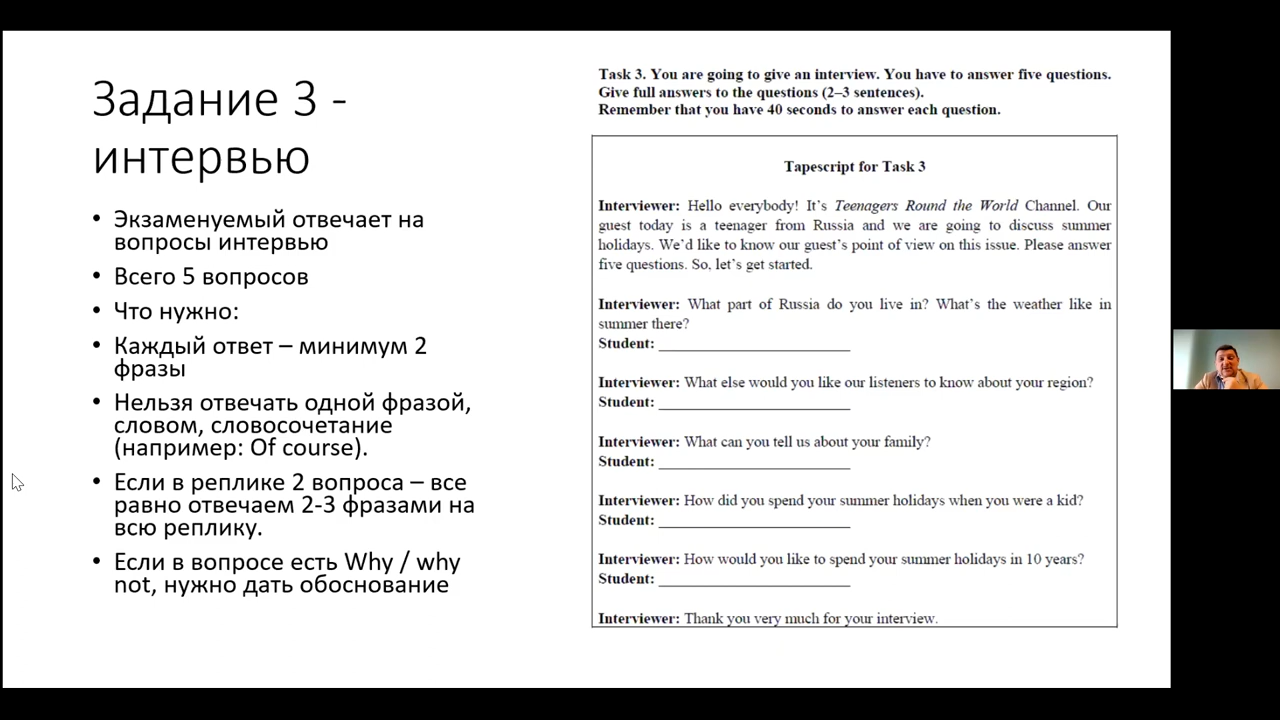 Задание 3 -
интервью
• Экзаменуемый отвечает на
вопросы интервью
• Всего 5 вопросов
• Что нужно:
• Каждый ответ – минимум 2
фразы
• Нельзя отвечать одной фразой,
словом, словосочетание
(например: Of course).
• Если в реплике 2 вопроса – все
равно отвечаем 2-3 фразами на
всю реплику.
• Если в вопросе есть Why / why
not, нужно дать обоснование
Task 3. You are going to give an interview. You have to answer five questions.
Give full answers to the questions (2–3 sentences).
Remember that you have 40 seconds to answer each question.
Tapescript for Task 3
Interviewer: Hello everybody! It's Teenagers Round the World Channel. Our
guest today is a teenager from Russia and we are going to discuss summer
holidays. We'd like to know our guest's point of view on this issue. Please answer
five questions. So, let's get started.
Interviewer: What part of Russia do you live in? What's the weather like in
summer there?
Student: ____________________
Interviewer: What else would you like our listeners to know about your region?
Student: ____________________
Interviewer: What can you tell us about your family?
Student: ____________________
Interviewer: How did you spend your summer holidays when you were a kid?
Student: ____________________
Interviewer: How would you like to spend your summer holidays in 10 years?
Student: ____________________
Interviewer: Thank you very much for your interview.